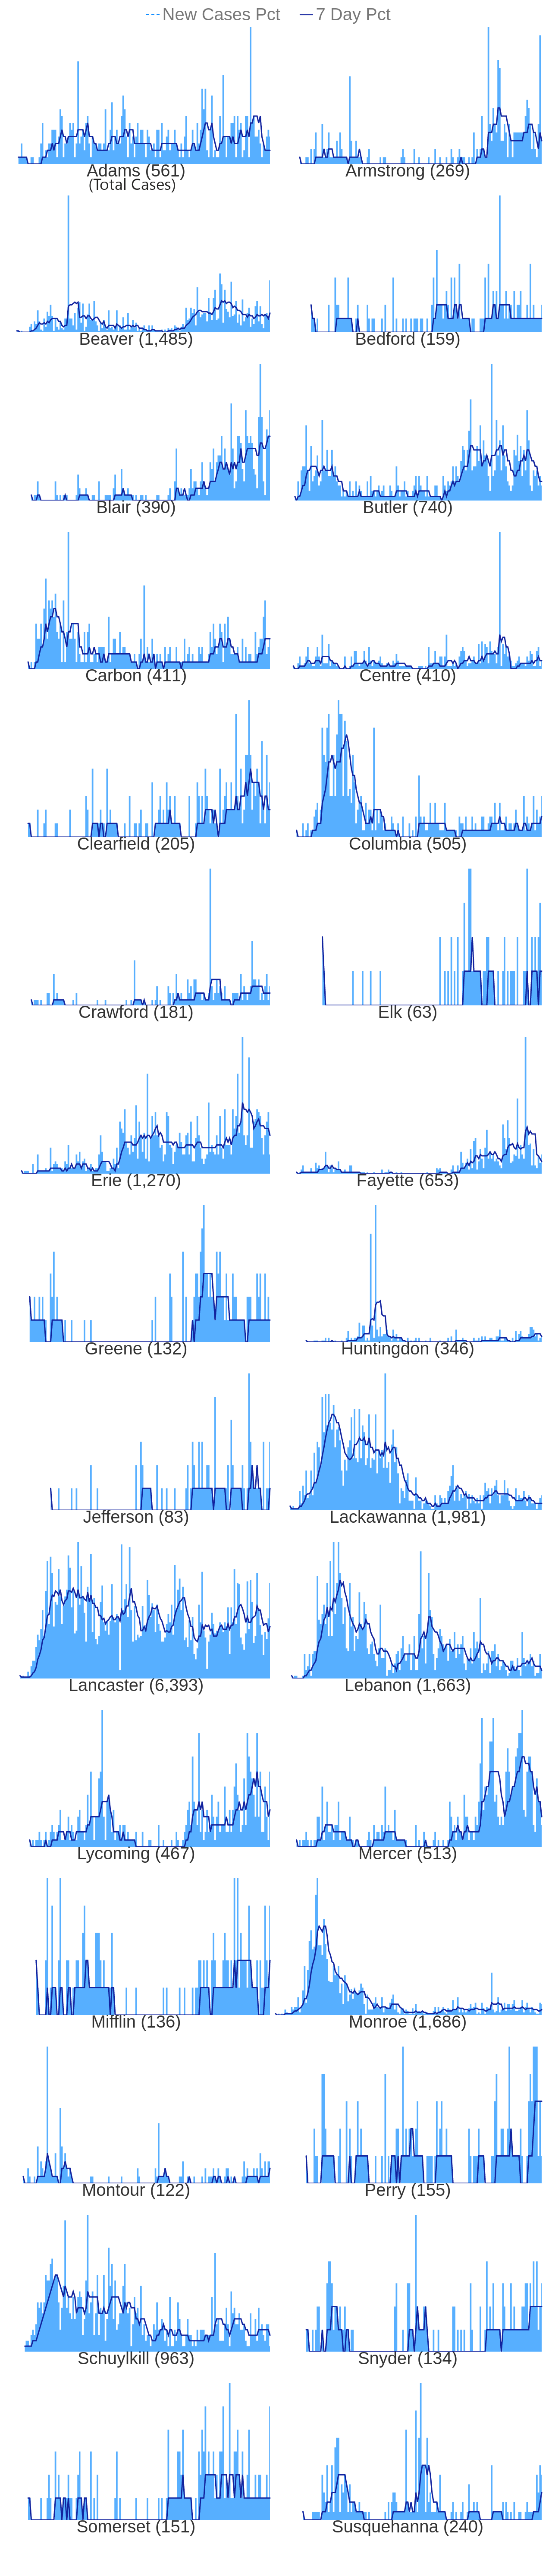 New Cases Pct 7 Day Pct
Adams (561) Armstrong (269)
(Total Cases)
Beaver (1,485) Bedford (159)
Blair (390) Butler (740)
Carbon (411) Centre (410)
Clearfield (205) Columbia (505)
Crawford (181) Elk (63)
Erie (1,270) Fayette (653)
Greene (132) Huntingdon (346)
Jefferson (83) Lackawanna (1,981)
Lancaster (6,393) Lebanon (1,663)
Lycoming (467) Mercer (513)
Mifflin (136) Monroe (1,686)
Montour (122) Perry (155)
Schuylkill (963) Snyder (134)
Somerset (151) Susquehanna (240)